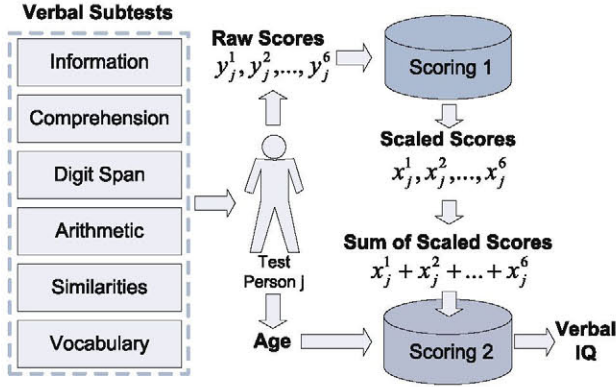 Verbal Subtests
Information
Comprehension
Digit Span
Arithmetic
Similarities
Vocabulary
Raw Scores
y_j^1, y_j^2,..., y_j^6
Test
Person j
Age
Scoring 1
Scaled Scores
x_j^1, x_j^2,..., x_j^6
Sum of Scaled Scores
x_j^1 + x_j^2 + ... + x_j^6
Scoring 2
Verbal
IQ